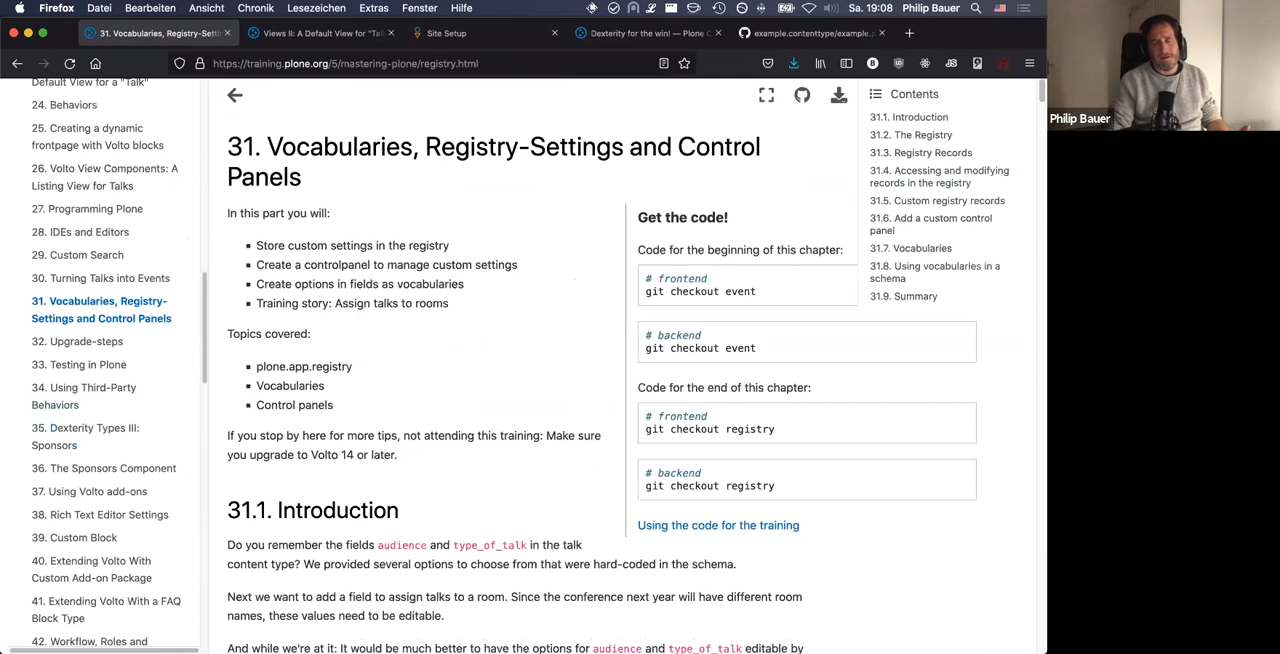 Firefox Datei Bearbeiten Ansicht Chronik Lesezeichen Extras Fenster Hilfe Sa. 19:08 Philip Bauer
31. Vocabularies, Registry-Setti
Views II: A Default View for "Tal
Site Setup
Dexterity for the win! — Plone C
example.contenttype/example.p
https://training.plone.org/5/mastering-plone/registry.html
Default View for a "Talk"
24. Behaviors
25. Creating a dynamic
frontpage with Volto blocks
26. Volto View Components: A
Listing View for Talks
27. Programming Plone
28. IDEs and Editors
29. Custom Search
30. Turning Talks into Events
31. Vocabularies, Registry-
Settings and Control Panels
32. Upgrade-steps
33. Testing in Plone
34. Using Third-Party
Behaviors
35. Dexterity Types III:
Sponsors
36. The Sponsors Component
37. Using Volto add-ons
38. Rich Text Editor Settings
39. Custom Block
40. Extending Volto With
Custom Add-on Package
41. Extending Volto With a FAQ
Block Type
42. Workflow, Roles and
31. Vocabularies, Registry-Settings and Control
Panels
In this part you will:
Store custom settings in the registry
Create a controlpanel to manage custom settings
Create options in fields as vocabularies
Training story: Assign talks to rooms
Topics covered:
plone.app.registry
Vocabularies
Control panels
If you stop by here for more tips, not attending this training: Make sure
you upgrade to Volto 14 or later.
Get the code!
Code for the beginning of this chapter:
# frontend
git checkout event
# backend
git checkout event
Code for the end of this chapter:
# frontend
git checkout registry
# backend
git checkout registry
Using the code for the training
31.1. Introduction
Do you remember the fields audience and type_of_talk in the talk
content type? We provided several options to choose from that were hard-coded in the schema.
Next we want to add a field to assign talks to a room. Since the conference next year will have different room
names, these values need to be editable.
And while we're at it: It would be much better to have the options for audience and type_of_talk editable by
Contents
31.1. Introduction
31.2. The Registry
31.3. Registry Records
31.4. Accessing and modifying
records in the registry
31.5. Custom registry records
31.6. Add a custom control
panel
31.7. Vocabularies
31.8. Using vocabularies in a
schema
31.9. Summary
Philip Bauer